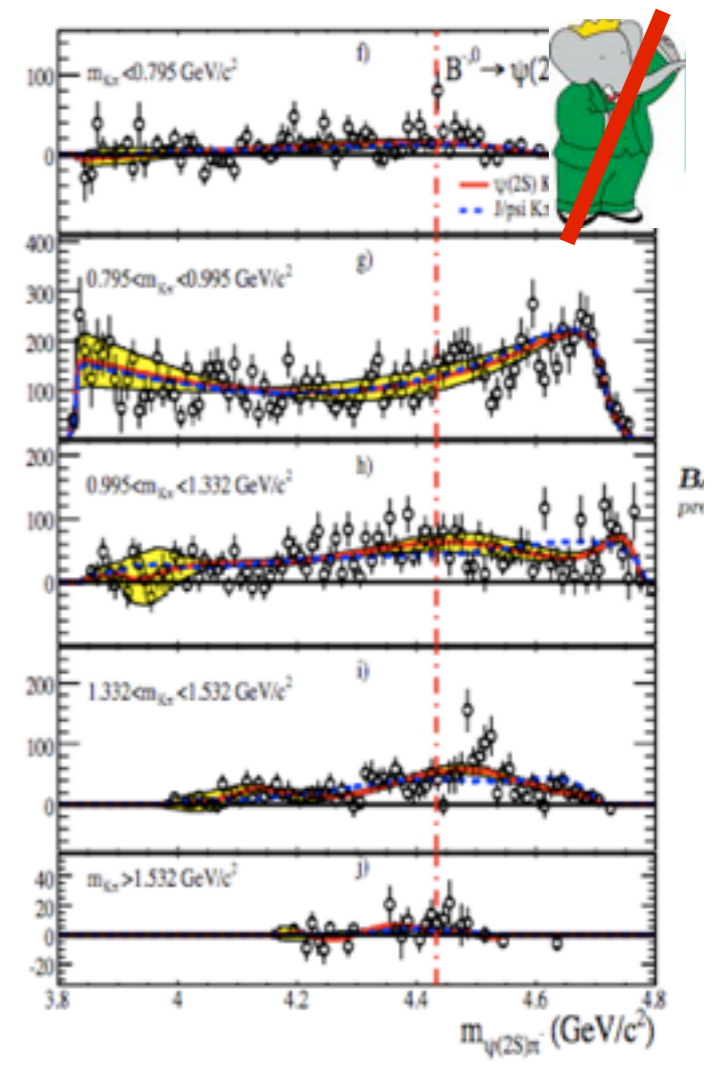 f)
m_Kπ <0.795 GeV/c²
B⁻,⁰→ψ(2
100
0
ψ(2S) K
J/psi Kπ
g)
0.795<m_Kπ<0.995 GeV/c²
400
300
200
100
h)
0.995<m_Kπ<1.332 GeV/c²
200
100
0
B
pre
i)
1.332<m_Kπ<1.532 GeV/c²
200
100
0
j)
m_Kπ>1.532 GeV/c²
40
20
0
-20
3.8 4 4.2 4.4 4.6 4.8
m_ψ(2S)π⁻ (GeV/c²)